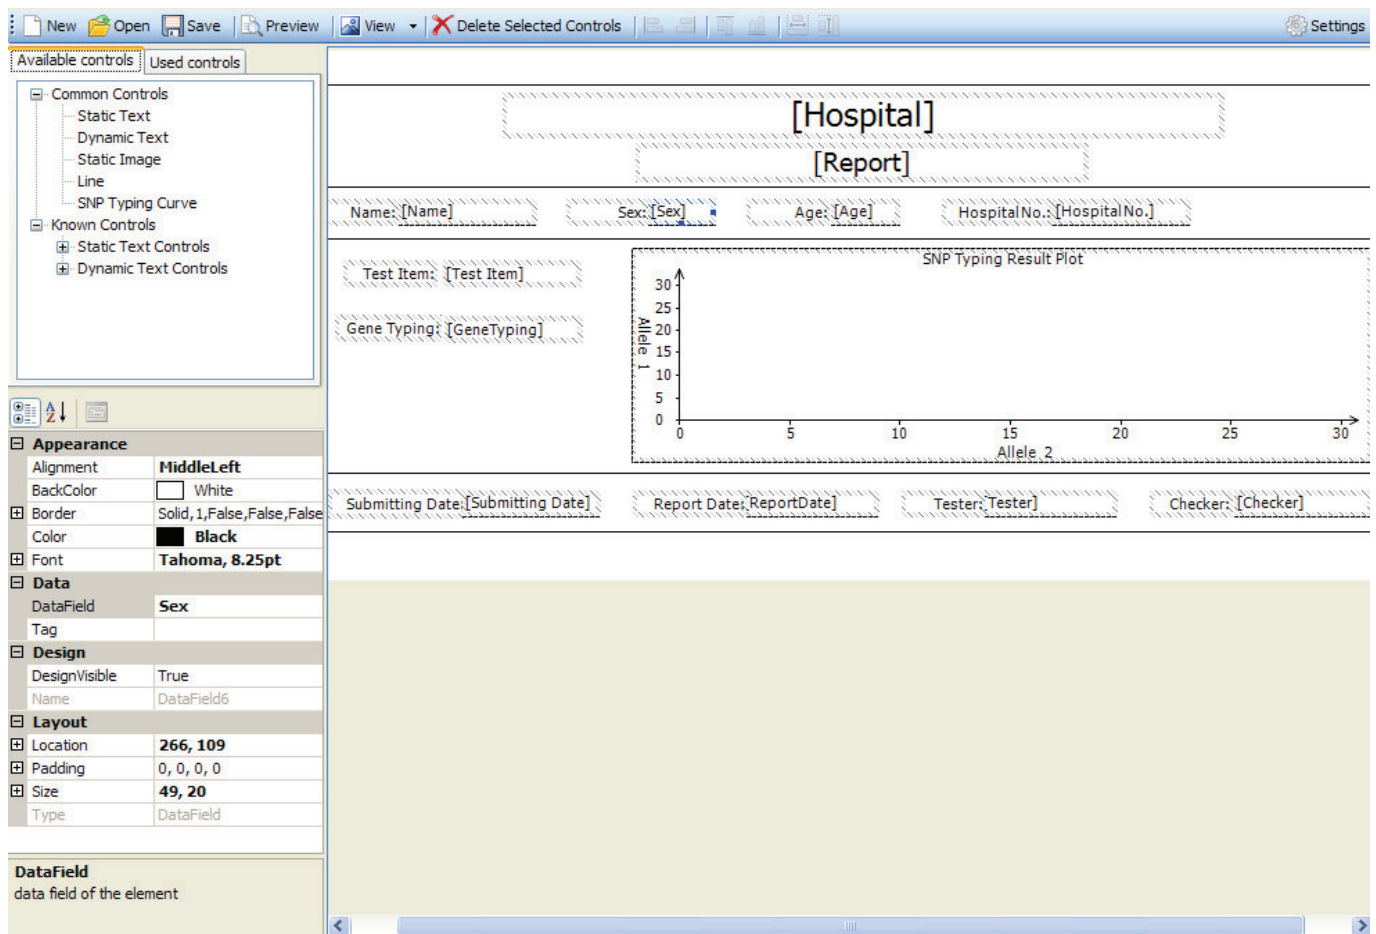 New Open Save Preview View Delete Selected Controls Settings
Available controls Used controls
Common Controls
Static Text
Dynamic Text
Static Image
Line
SNP Typing Curve
Known Controls
Static Text Controls
Dynamic Text Controls
Appearance
Alignment MiddleLeft
BackColor White
Border Solid,1,False,False,False
Color Black
Font Tahoma, 8.25pt
Data
DataField Sex
Tag
Design
DesignVisible True
Name DataField6
Layout
Location 266, 109
Padding 0, 0, 0, 0
Size 49, 20
Type DataField
DataField
data field of the element
[Hospital]
[Report]
Name: [Name] Sex: [Sex] Age: [Age] HospitalNo.: [HospitalNo.]
Test Item: [Test Item]
Gene Typing: [GeneTyping]
SNP Typing Result Plot
30
25
20
15
10
5
0
Allele 1
0 5 10 15 20 25 30
Allele 2
Submitting Date: [Submitting Date] Report Date: ReportDate] Tester: Tester] Checker: [Checker]